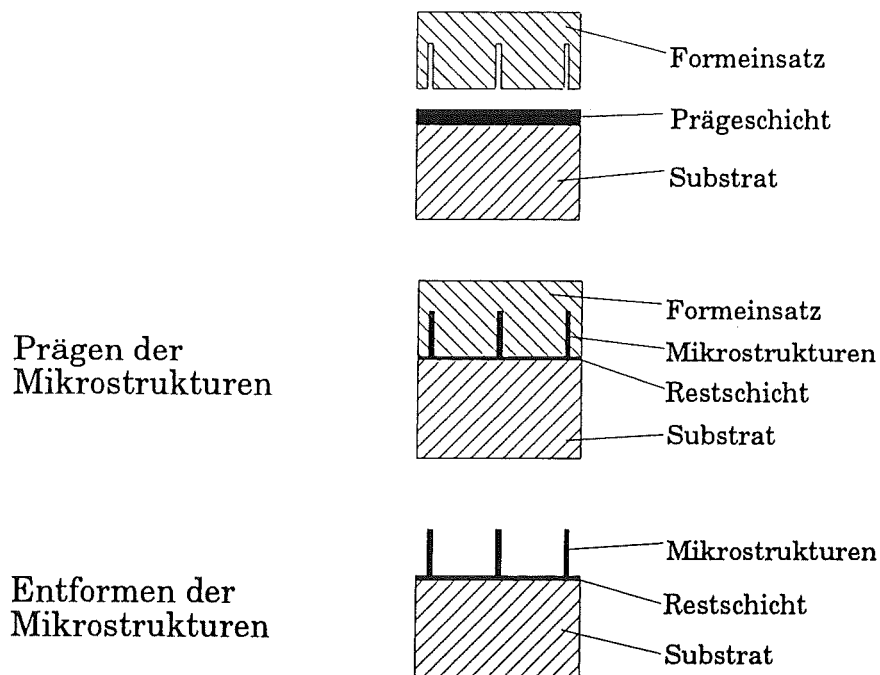 Formeinsatz
Prägeschicht
Substrat
Prägen der
Mikrostrukturen
Formeinsatz
Mikrostrukturen
Restschicht
Substrat
Entformen der
Mikrostrukturen
Mikrostrukturen
Restschicht
Substrat